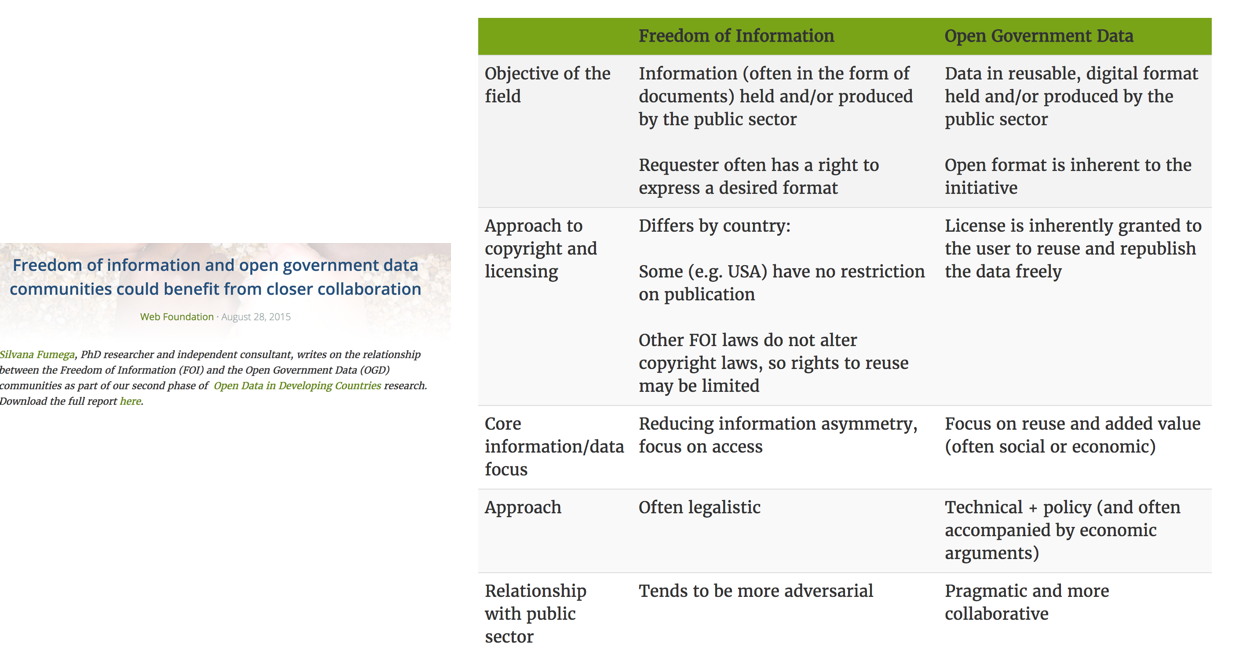 Freedom of information and open government data
communities could benefit from closer collaboration
Web Foundation · August 28, 2015
Silvana Fumega, PhD researcher and independent consultant, writes on the relationship
between the Freedom of Information (FOI) and the Open Government Data (OGD)
communities as part of our second phase of Open Data in Developing Countries research.
Download the full report here.
Freedom of Information
Open Government Data
Objective of the
field
Information (often in the form of
documents) held and/or produced
by the public sector
Requester often has a right to
express a desired format
Data in reusable, digital format
held and/or produced by the
public sector
Open format is inherent to the
initiative
Approach to
copyright and
licensing
Differs by country:
Some (e.g. USA) have no restriction
on publication
Other FOI laws do not alter
copyright laws, so rights to reuse
may be limited
License is inherently granted to
the user to reuse and republish
the data freely
Core
information/data
focus
Reducing information asymmetry,
focus on access
Focus on reuse and added value
(often social or economic)
Approach
Often legalistic
Technical + policy (and often
accompanied by economic
arguments)
Relationship
with public
sector
Tends to be more adversarial
Pragmatic and more
collaborative